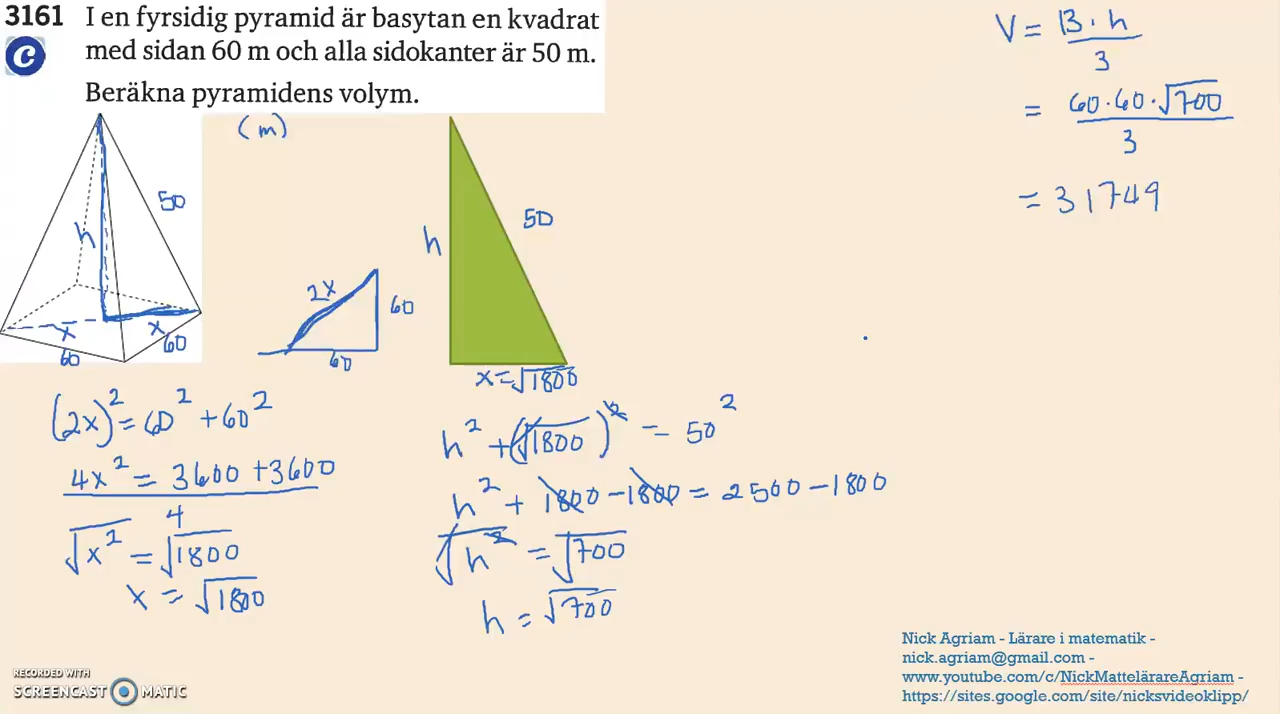 3161 I en fyrsidig pyramid är basytan en kvadrat
C med sidan 60 m och alla sidokanter är 50 m.
Beräkna pyramidens volym.
(m)
50
h
x
x
60
60
2x
60
60
h
50
x=√1800
(2x)²=60²+60²
4x²=3600+3600
4
√x²=√1800
x=√1800
h²+(√1800)²=50²
h²+1800-1800=2500-1800
√h²=√700
h=√700
V=B·h
3
=60·60·√700
3
=31749
Nick Agriam - Lärare i matematik -
nick.agriam@gmail.com -
www.youtube.com/c/NickMattelärareAgriam -
https://sites.google.com/site/nicksvideoklipp/
RECORDED WITH
SCREENCAST MATIC